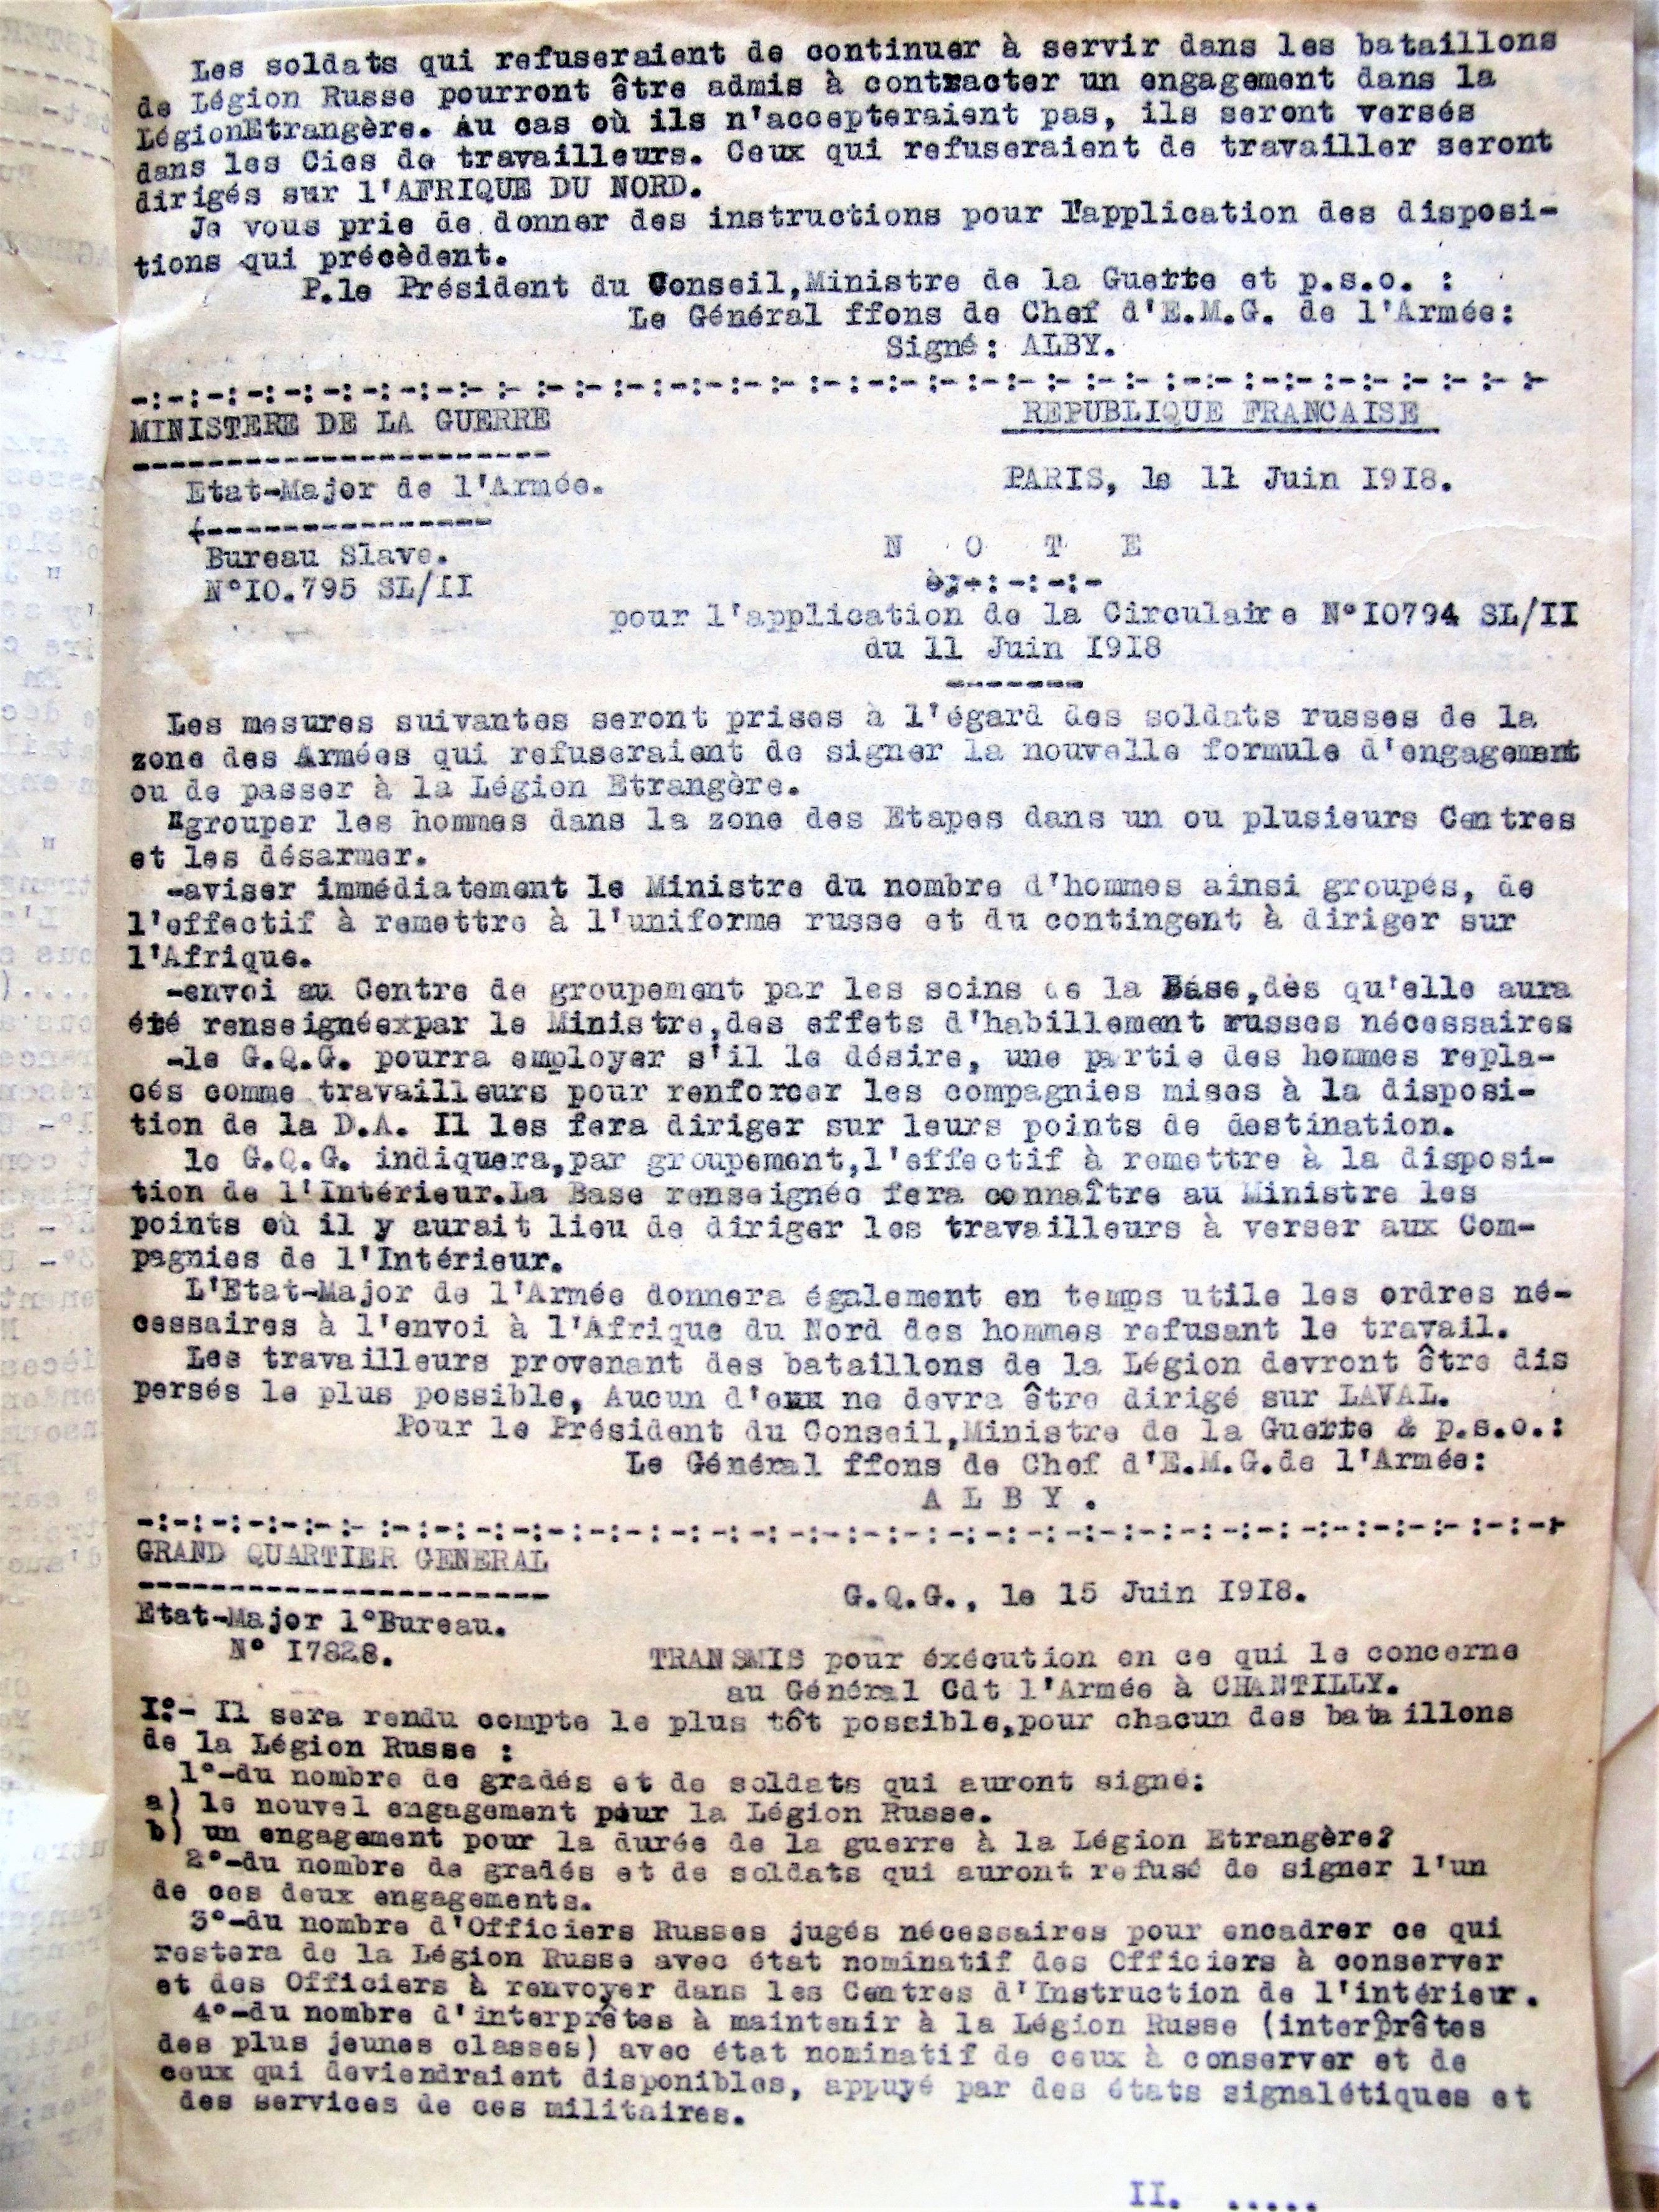 Les soldats qui refuseraient de continuer à servir dans les bataillons
de Légion Russe pourront être admis à contracter un engagement dans la
LégionEtrangère. Au cas où ils n'accepteraient pas, ils seront versés
dans les Cies de travailleurs. Ceux qui refuseraient de travailler seront
dirigés sur l'AFRIQUE DU NORD.
Je vous prie de donner des instructions pour l'application des disposi-
tions qui précèdent.
P.le Président du Conseil,Ministre de la Guerre et p.s.o. :
Le Général ffons de Chef d'E.M.G. de l'Armée:
Signé: ALBY.
MINISTERE DE LA GUERRE
REPUBLIQUE FRANCAISE
Etat-Major de l'Armée.
PARIS, le 11 Juin I9I8.
Bureau Slave.
N°IO.795 SL/II
N O T E
pour l'application de la Circulaire N°IO794 SL/II
du 11 Juin I9I8
Les mesures suivantes seront prises à l'égard des soldats russes de la
zone des Armées qui refuseraient de signer la nouvelle formule d'engagement
ou de passer à la Légion Etrangère.
-grouper les hommes dans la zone des Etapes dans un ou plusieurs Centres
et les désarmer.
-aviser immédiatement le Ministre du nombre d'hommes ainsi groupés, de
l'effectif à remettre à l'uniforme russe et du contingent à diriger sur
l'Afrique.
-envoi au Centre de groupement par les soins de la Base,dès qu'elle aura
été renseignéexpar le Ministre,des effets d'habillement russes nécessaires
-le G.Q.G. pourra employer s'il le désire, une partie des hommes repla-
cés comme travailleurs pour renforcer les compagnies mises à la disposi-
tion de la D.A. Il les fera diriger sur leurs points de destination.
le G.Q.G. indiquera,par groupement,l'effectif à remettre à la disposi-
tion de l'Intérieur.La Base renseignée fera connaître au Ministre les
points où il y aurait lieu de diriger les travailleurs à verser aux Com-
pagnies de l'Intérieur.
L'Etat-Major de l'Armée donnera également en temps utile les ordres né-
cessaires à l'envoi à l'Afrique du Nord des hommes refusant le travail.
Les travailleurs provenant des bataillons de la Légion devront être dis
persés le plus possible, Aucun d'eux ne devra être dirigé sur LAVAL.
Pour le Président du Conseil,Ministre de la Guerre & p.s.o.:
Le Général ffons de Chef d'E.M.G.de l'Armée:
A L B Y .
GRAND QUARTIER GENERAL
G.Q.G., le 15 Juin I9I8.
Etat-Major 1°Bureau.
N° I7828.
TRANSMIS pour éxécution en ce qui le concerne
au Général Cdt l'Armée à CHANTILLY.
I:- Il sera rendu compte le plus tôt possible,pour chacun des bataillons
de la Légion Russe :
1°-du nombre de gradés et de soldats qui auront signé:
a) le nouvel engagement pour la Légion Russe.
b) un engagement pour la durée de la guerre à la Légion Etrangère?
2°-du nombre de gradés et de soldats qui auront refusé de signer l'un
de ces deux engagements.
3°-du nombre d'Officiers Russes jugés nécessaires pour encadrer ce qui
restera de la Légion Russe avec état nominatif des Officiers à conserver
et des Officiers à renvoyer dans les Centres d'Instruction de l'intérieur.
4°-du nombre d'interprêtes à maintenir à la Légion Russe (interprêtes
des plus jeunes classes) avec état nominatif de ceux à conserver et de
ceux qui deviendraient disponibles, appuyé par des états signalétiques et
des services de ces militaires.
II. .....